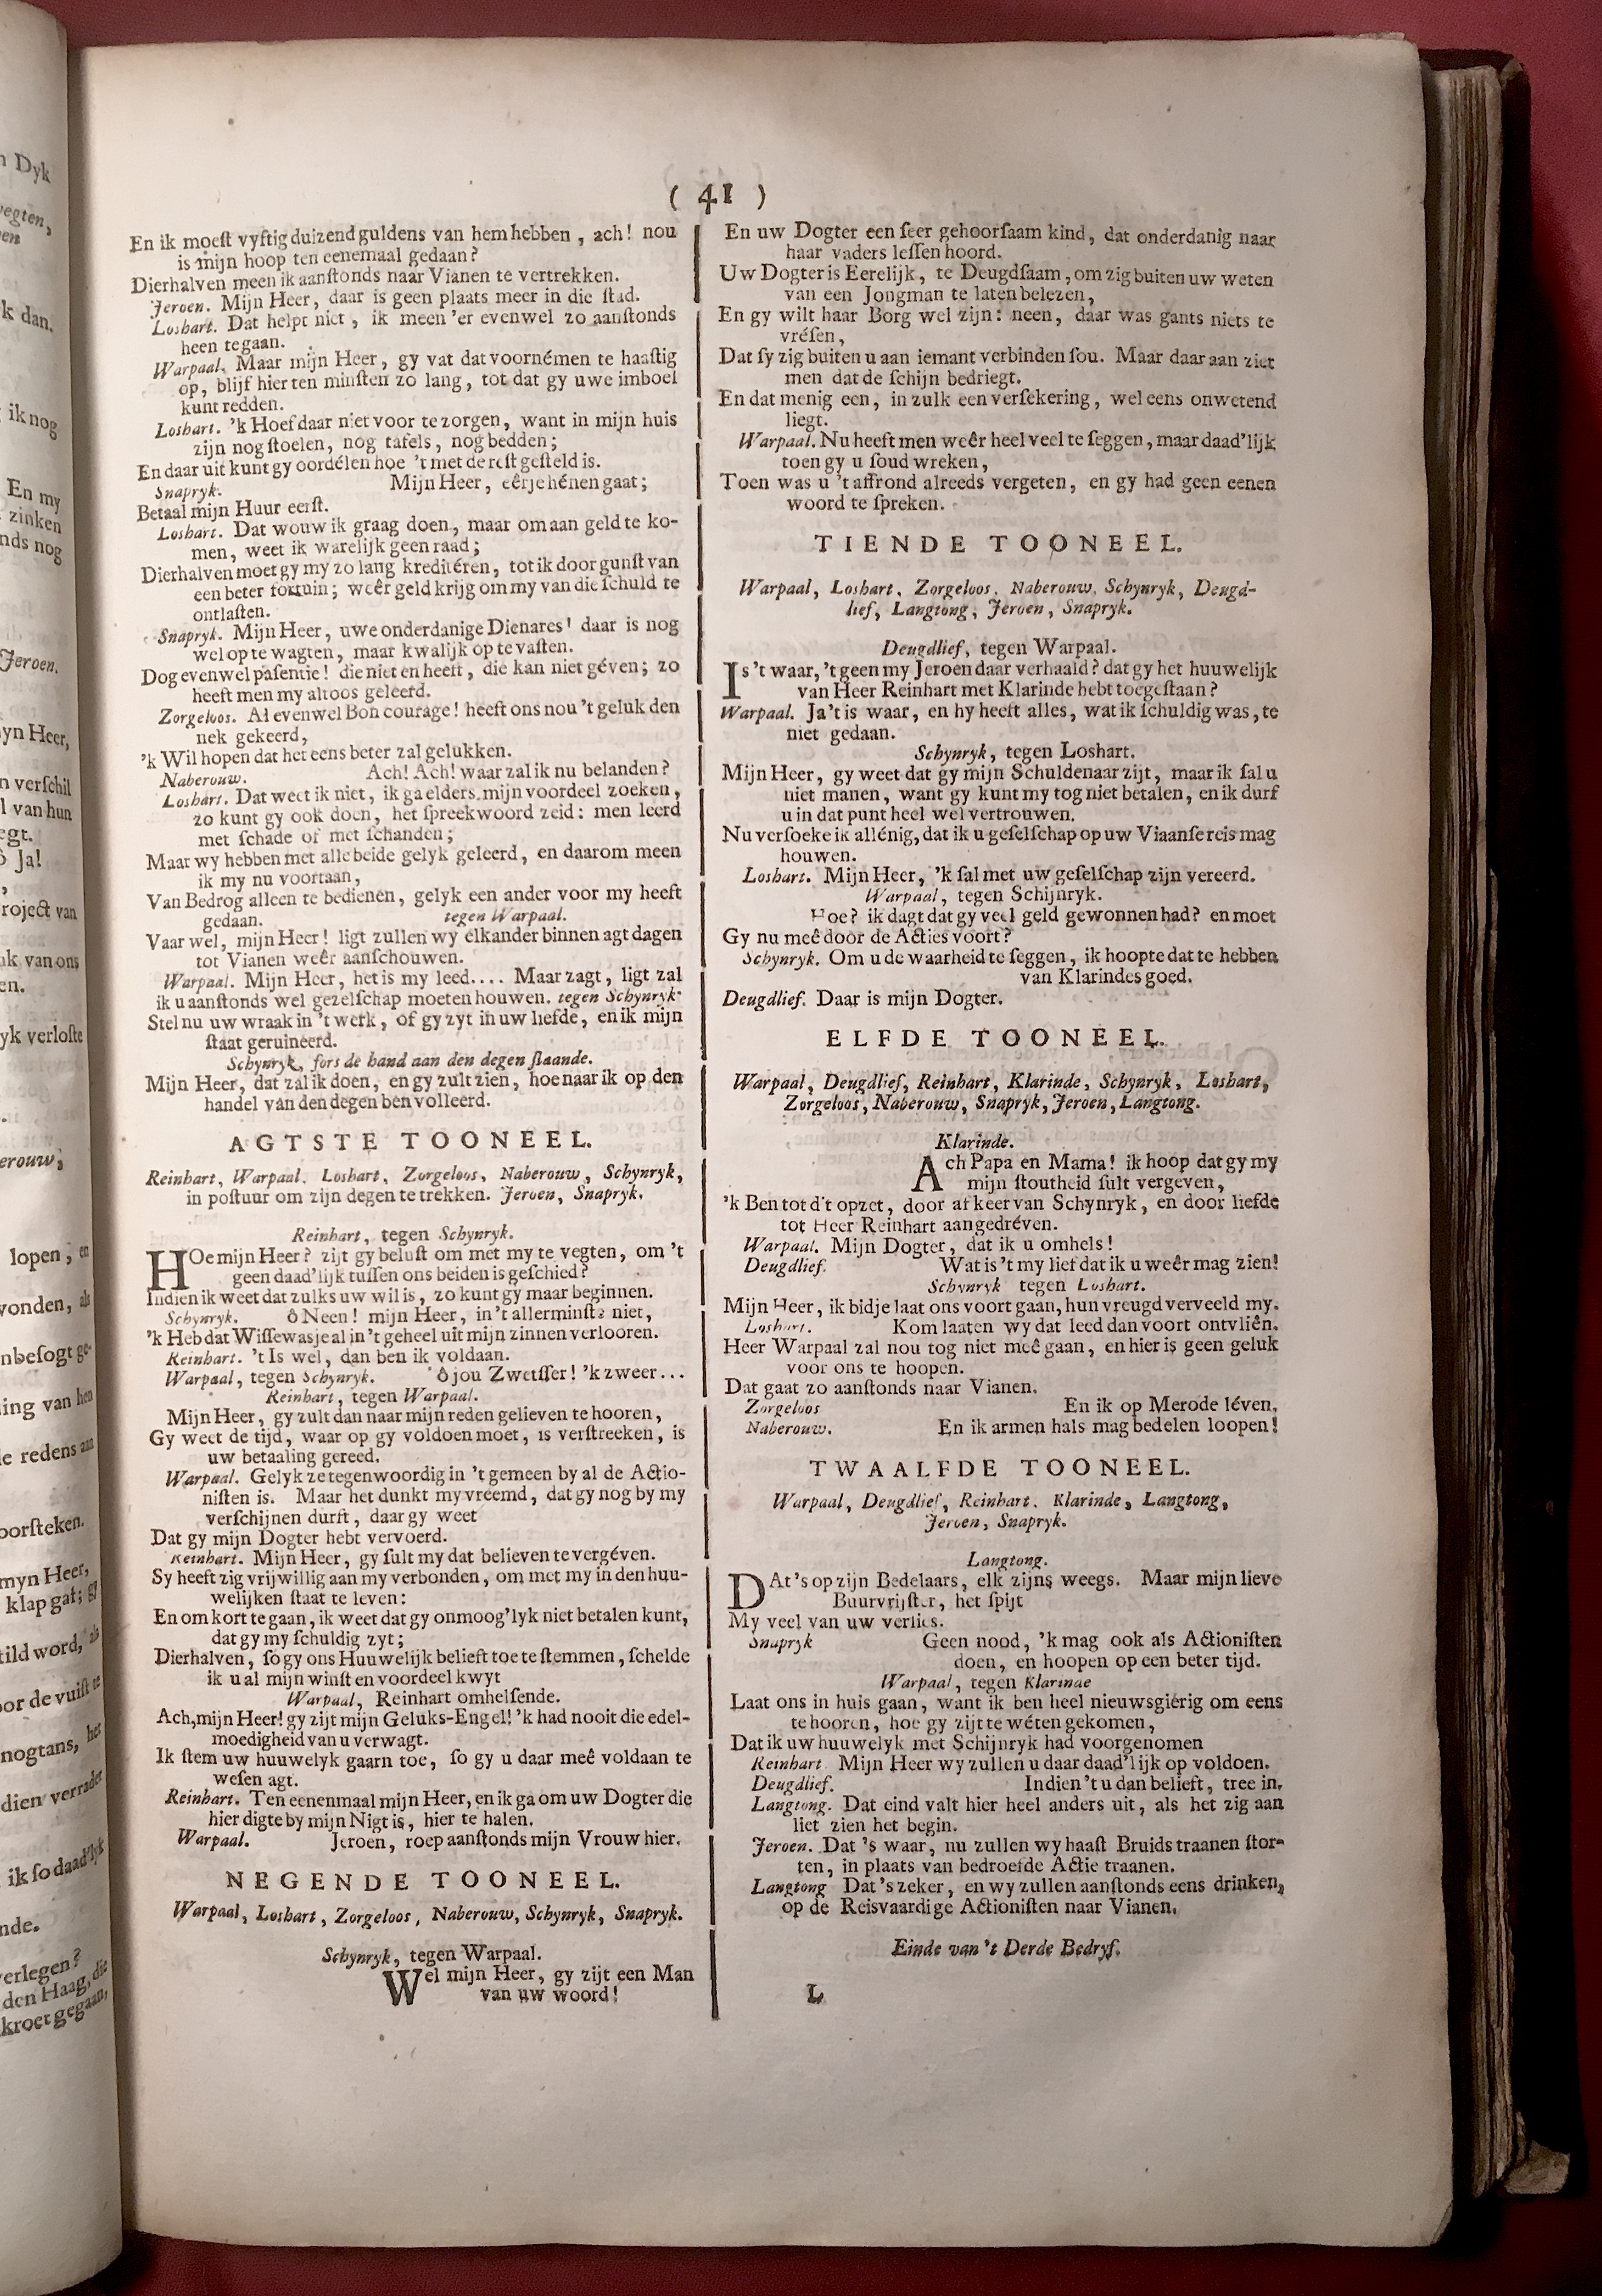 ( 41 )
En ik moeſt vyftig duizend guldens van hem hebben, ach! nou
is mijn hoop ten eenemaal gedaan?
Dierhalven meen ik aanſtonds naar Vianen te vertrekken.
Jeroen. Mijn Heer, daar is geen plaats meer in die ſtad.
Loshart. Dat helpt niet, ik meen 'er evenwel zo aanſtonds
heen te gaan.
Warpaal. Maar mijn Heer, gy vat dat voornémen te haaſtig
op, blijf hier ten minſten zo lang, tot dat gy uwe imboel
kunt redden.
Loshart. 'k Hoef daar niet voor te zorgen, want in mijn huis
zijn nog ſtoelen, nog tafels, nog bedden;
En daar uit kunt gy oordélen hoe 't met de reſt geſteld is.
Snapryk. Mijn Heer, eêr je hénen gaat;
Betaal mijn Huur eerſt.
Loshart. Dat wouw ik graag doen, maar om aan geld te ko-
men, weet ik warelijk geen raad;
Dierhalven moet gy my zo lang kreditéren, tot ik door gunſt van
een beter fortuin; weêr geld krijg om my van die ſchuld te
ontlaſten.
Snapryk. Mijn Heer, uwe onderdanige Dienares! daar is nog
wel op te wagten, maar kwalijk op te vaſten.
Dog evenwel paſentie! die niet en heeft, die kan niet géven; zo
heeft men my altoos geleerd.
Zorgeloos. Al evenwel Bon courage! heeft ons nou 't geluk den
nek gekeerd,
'k Wil hopen dat het eens beter zal gelukken.
Naberouw. Ach! Ach! waar zal ik nu belanden?
Loshart. Dat weet ik niet, ik ga elders mijn voordeel zoeken,
zo kunt gy ook doen, het ſpreekwoord zeid: men leerd
met ſchade of met ſchanden;
Maar wy hebben met alle beide gelyk geleerd, en daarom meen
ik my nu voortaan,
Van Bedrog alleen te bedienen, gelyk een ander voor my heeft
gedaan. tegen Warpaal.
Vaar wel, mijn Heer! ligt zullen wy elkander binnen agt dagen
tot Vianen weêr aanſchouwen.
Warpaal. Mijn Heer, het is my leed.... Maar zagt, ligt zal
ik u aanſtonds wel gezelſchap moeten houwen. tegen Schynryk.
Stel nu uw wraak in 't werk, of gy zyt in uw liefde, en ik mijn
ſtaat geruineerd.
Schynryk, fors de hand aan den degen ſlaande.
Mijn Heer, dat zal ik doen, en gy zult zien, hoe naar ik op den
handel van den degen ben volleerd.
AGTSTE TOONEEL.
Reinhart, Warpaal, Loshart, Zorgeloos, Naberouw, Schynryk,
in poſtuur om zijn degen te trekken. Jeroen, Snapryk.
Reinhart, tegen Schynryk.
HOe mijn Heer? zijt gy beluſt om met my te vegten, om 't
geen daad'lijk tuſſen ons beiden is geſchied?
Indien ik weet dat zulks uw wil is, zo kunt gy maar beginnen.
Schynryk. ô Neen! mijn Heer, in 't allerminſte niet,
'k Heb dat Wiſſewasje al in 't geheel uit mijn zinnen verlooren.
Reinhart. 't Is wel, dan ben ik voldaan.
Warpaal, tegen Schynryk. ô jou Zwetſſer! 'k zweer...
Reinhart, tegen Warpaal.
Mijn Heer, gy zult dan naar mijn reden gelieven te hooren,
Gy weet de tijd, waar op gy voldoen moet, is verſtreeken, is
uw betaaling gereed.
Warpaal. Gelyk ze tegenwoordig in 't gemeen by al de Actio-
niſten is. Maar het dunkt my vreemd, dat gy nog by my
verſchijnen durft, daar gy weet
Dat gy mijn Dogter hebt vervoerd.
Reinhart. Mijn Heer, gy ſult my dat believen te vergéven.
Sy heeft zig vrijwillig aan my verbonden, om met my in den huu-
welijken ſtaat te leven:
En om kort te gaan, ik weet dat gy onmoog'lyk niet betalen kunt,
dat gy my ſchuldig zyt;
Dierhalven, ſo gy ons Huuwelijk belieft toe te ſtemmen, ſchelde
ik u al mijn winſt en voordeel kwyt
Warpaal, Reinhart omhelſende.
Ach, mijn Heer! gy zijt mijn Geluks-Engel! 'k had nooit die edel-
moedigheid van u verwagt.
Ik ſtem uw huuwelyk gaarn toe, ſo gy u daar meê voldaan te
weſen agt.
Reinhart. Ten eenenmaal mijn Heer, en ik ga om uw Dogter die
hier digte by mijn Nigt is, hier te halen.
Warpaal. Jeroen, roep aanſtonds mijn Vrouw hier.
NEGENDE TOONEEL.
Warpaal, Loshart, Zorgeloos, Naberouw, Schynryk, Snapryk.
Schynryk, tegen Warpaal.
Wel mijn Heer, gy zijt een Man
van uw woord!
En uw Dogter een ſeer gehoorſaam kind, dat onderdanig naar
haar vaders leſſen hoord.
Uw Dogter is Eerelijk, te Deugdſaam, om zig buiten uw weten
van een Jongman te laten belezen,
En gy wilt haar Borg wel zijn: neen, daar was gants niets te
vréſen,
Dat ſy zig buiten u aan iemant verbinden ſou. Maar daar aan ziet
men dat de ſchijn bedriegt.
En dat menig een, in zulk een verſekering, wel eens onwetend
liegt.
Warpaal. Nu heeft men weêr heel veel te ſeggen, maar daad'lijk
toen gy u ſoud wreken,
Toen was u 't affrond alreeds vergeten, en gy had geen eenen
woord te ſpreken.
TIENDE TOONEEL.
Warpaal, Loshart, Zorgeloos, Naberouw, Schynryk, Deugd-
lief, Langtong, Jeroen, Snapryk.
Deugdlief, tegen Warpaal.
Is 't waar, 't geen my Jeroen daar verhaald? dat gy het huuwelijk
van Heer Reinhart met Klarinde hebt toegeſtaan?
Warpaal. Ja 't is waar, en hy heeft alles, wat ik ſchuldig was, te
niet gedaan.
Schynryk, tegen Loshart.
Mijn Heer, gy weet dat gy mijn Schuldenaar zijt, maar ik ſal u
niet manen, want gy kunt my tog niet betalen, en ik durf
u in dat punt heel wel vertrouwen.
Nu verſoeke ik allénig, dat ik u geſelſchap op uw Viaanſe reis mag
houwen.
Loshart. Mijn Heer, 'k ſal met uw geſelſchap zijn vereerd.
Warpaal, tegen Schijnryk.
Hoe? ik dagt dat gy veel geld gewonnen had? en moet
Gy nu meê door de Acties voort?
Schynryk. Om u de waarheid te ſeggen, ik hoopte dat te hebben
van Klarindes goed.
Deugdlief. Daar is mijn Dogter.
ELFDE TOONEEL.
Warpaal, Deugdlief, Reinhart, Klarinde, Schynryk, Loshart,
Zorgeloos, Naberouw, Snapryk, Jeroen, Langtong.
Klarinde.
Ach Papa en Mama! ik hoop dat gy my
mijn ſtoutheid ſult vergeven,
'k Ben tot d't opzet, door afkeer van Schynryk, en door liefde
tot Heer Reinhart aangedréven.
Warpaal. Mijn Dogter, dat ik u omhels!
Deugdlief. Wat is 't my lief dat ik u weêr mag zien!
Schynryk tegen Loshart.
Mijn Heer, ik bidje laat ons voort gaan, hun vreugd verveeld my.
Loshart. Kom laaten wy dat leed dan voort ontvliên.
Heer Warpaal zal nou tog niet meê gaan, en hier is geen geluk
voor ons te hoopen.
Dat gaat zo aanſtonds naar Vianen.
Zorgeloos En ik op Merode léven.
Naberouw. En ik armen hals mag bedelen loopen!
TWAALFDE TOONEEL.
Warpaal, Deugdlief, Reinhart, Klarinde, Langtong,
Jeroen, Snapryk.
Langtong.
DAt 's op zijn Bedelaars, elk zijns weegs. Maar mijn lieve
Buurvrijſter, het ſpijt
My veel van uw verlies.
Snapryk Geen nood, 'k mag ook als Actioniſten
doen, en hoopen op een beter tijd.
Warpaal, tegen Klarinde
Laat ons in huis gaan, want ik ben heel nieuwsgierig om eens
te hooren, hoe gy zijt te wéten gekomen,
Dat ik uw huuwelyk met Schijnryk had voorgenomen
Reinhart Mijn Heer wy zullen u daar daad'lijk op voldoen.
Deugdlief. Indien 't u dan belieft, tree in.
Langtong. Dat eind valt hier heel anders uit, als het zig aan
liet zien het begin.
Jeroen. Dat 's waar, nu zullen wy haaſt Bruids traanen ſtor-
ten, in plaats van bedroefde Actie traanen.
Langtong Dat 's zeker, en wy zullen aanſtonds eens drinken,
op de Reisvaardige Actioniſten naar Vianen.
Einde van 't Derde Bedryf.
L